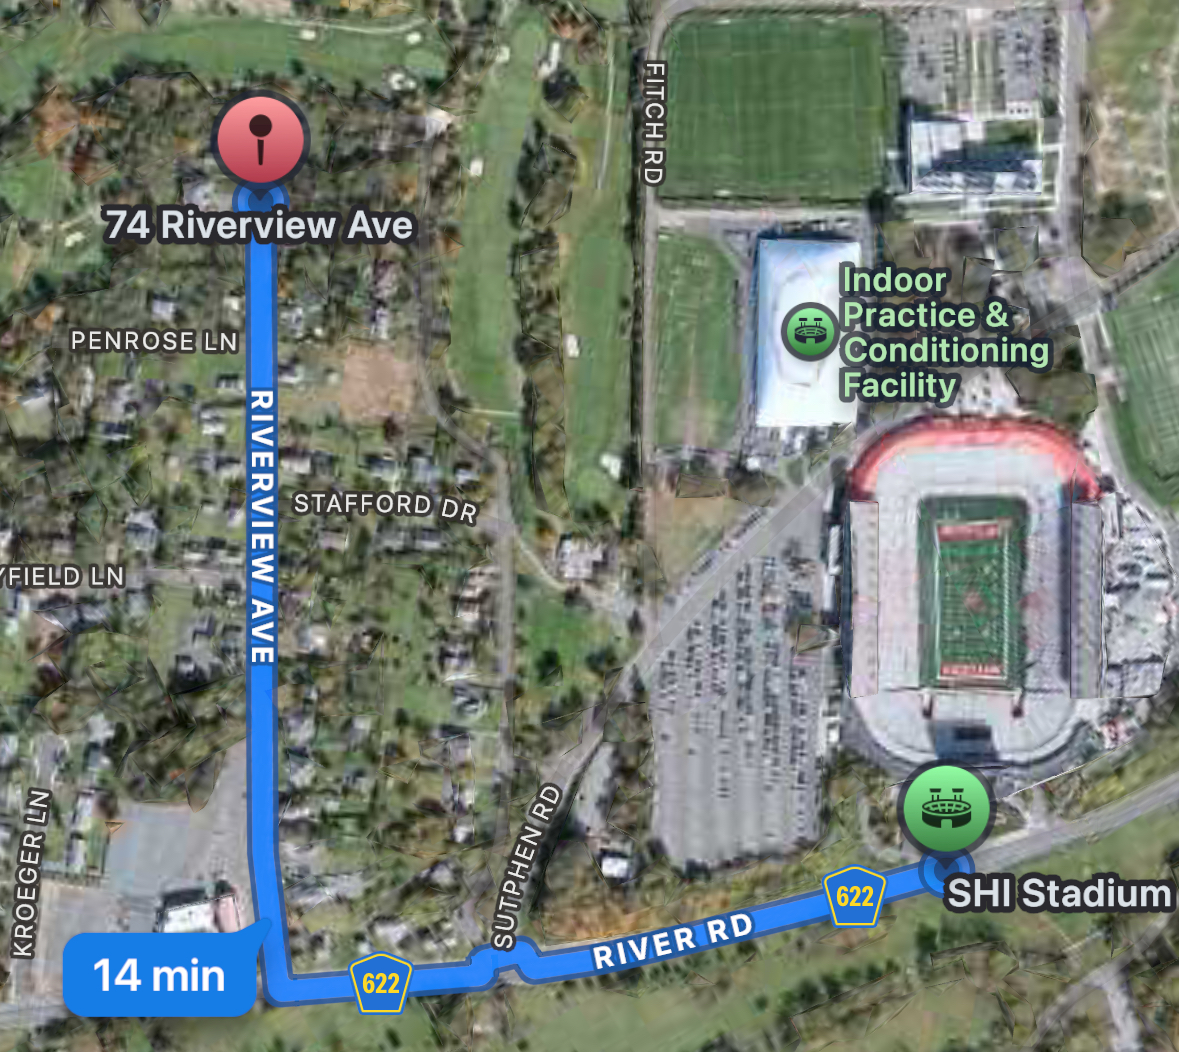 FITCH RD
74 Riverview Ave
Indoor
Practice &
Conditioning
Facility
PENROSE LN
RIVERVIEW AVE
STAFFORD DR
YFIELD LN
KROEGER LN
SUTPHEN RD
622
SHI Stadium
RIVER RD
14 min
622